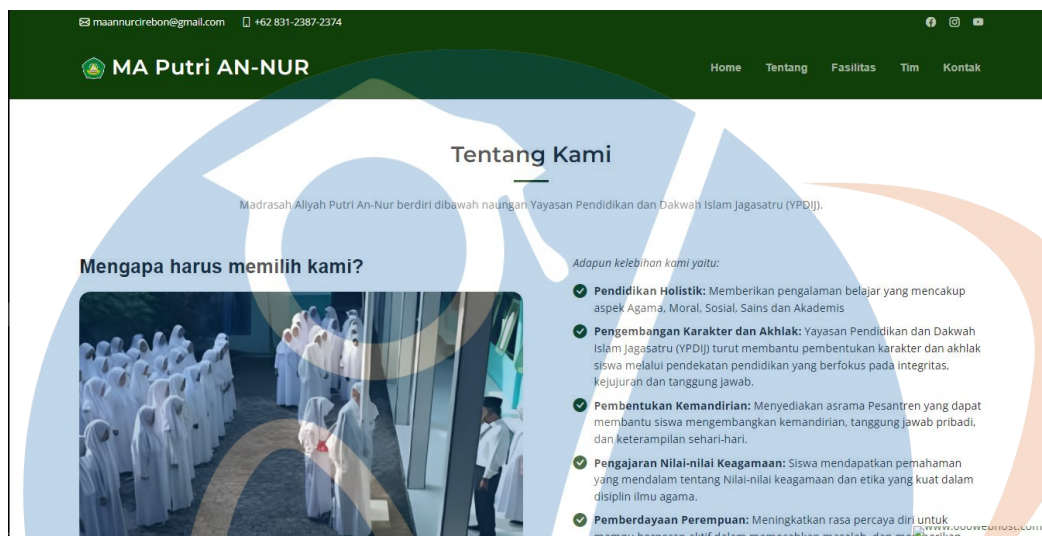 maannurcirebon@gmail.com +62 831-2387-2374
MA Putri AN-NUR
Home Tentang Fasilitas Tim Kontak
Tentang Kami
Madrasah Aliyah Putri An-Nur berdiri dibawah naungan Yayasan Pendidikan dan Dakwah Islam Jagasatru (YPDIJ).
Mengapa harus memilih kami?
Adapun kelebihan kami yaitu:
Pendidikan Holistik: Memberikan pengalaman belajar yang mencakup
aspek Agama, Moral, Sosial, Sains dan Akademis
Pengembangan Karakter dan Akhlak: Yayasan Pendidikan dan Dakwah
Islam Jagasatru (YPDIJ) turut membantu pembentukan karakter dan akhlak
siswa melalui pendekatan pendidikan yang berfokus pada integritas,
kejujuran dan tanggung jawab.
Pembentukan Kemandirian: Menyediakan asrama Pesantren yang dapat
membantu siswa mengembangkan kemandirian, tanggung jawab pribadi,
dan keterampilan sehari-hari.
Pengajaran Nilai-nilai Keagamaan: Siswa mendapatkan pemahaman
yang mendalam tentang Nilai-nilai keagamaan dan etika yang kuat dalam
disiplin ilmu agama.
Pemberdayaan Perempuan: Meningkatkan rasa percaya diri untuk
www.000webhost.com